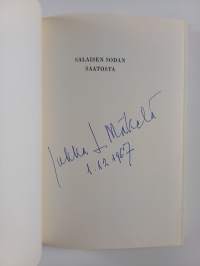 SALAISEN SODAN
SAATOSTA
Jukka L. Mäkelä
1.12.1967